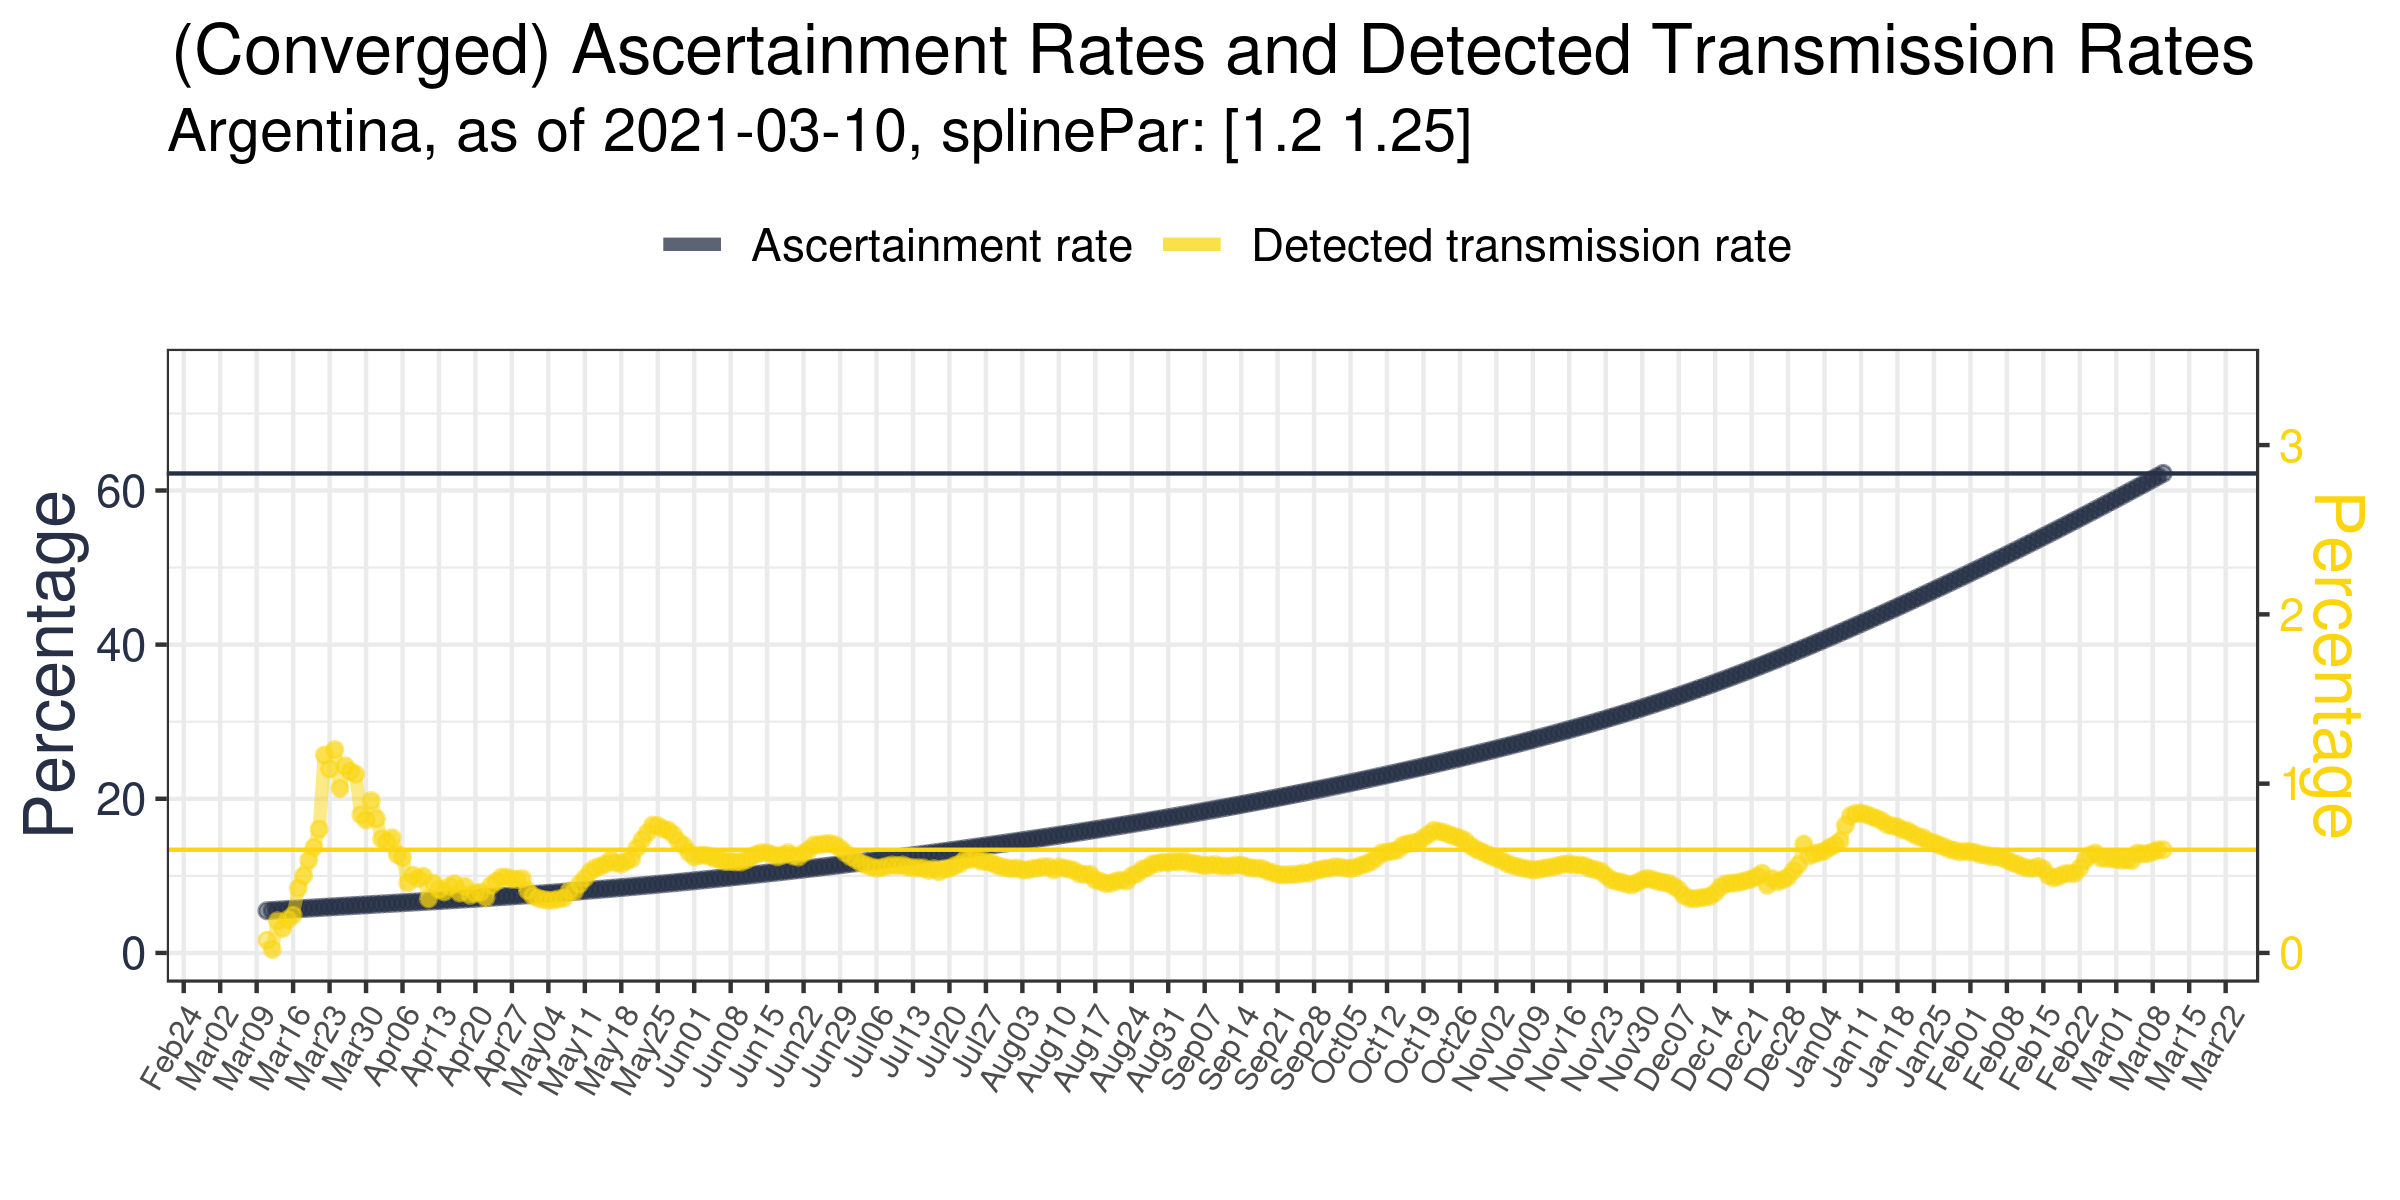 (Converged) Ascertainment Rates and Detected Transmission Rates
Argentina, as of 2021-03-10, splinePar: [1.2 1.25]
Ascertainment rate Detected transmission rate
Percentage
60
40
20
0
3
2
1
0
Percentage
Feb24 Mar02 Mar09 Mar16 Mar23 Mar30 Apr06 Apr13 Apr20 Apr27 May04 May11 May18 May25 Jun01 Jun08 Jun15 Jun22 Jun29 Jul06 Jul13 Jul20 Jul27 Aug03 Aug10 Aug17 Aug24 Aug31 Sep07 Sep14 Sep21 Sep28 Oct05 Oct12 Oct19 Oct26 Nov02 Nov09 Nov16 Nov23 Nov30 Dec07 Dec14 Dec21 Dec28 Jan04 Jan11 Jan18 Jan25 Feb01 Feb08 Feb15 Feb22 Mar01 Mar08 Mar15 Mar22